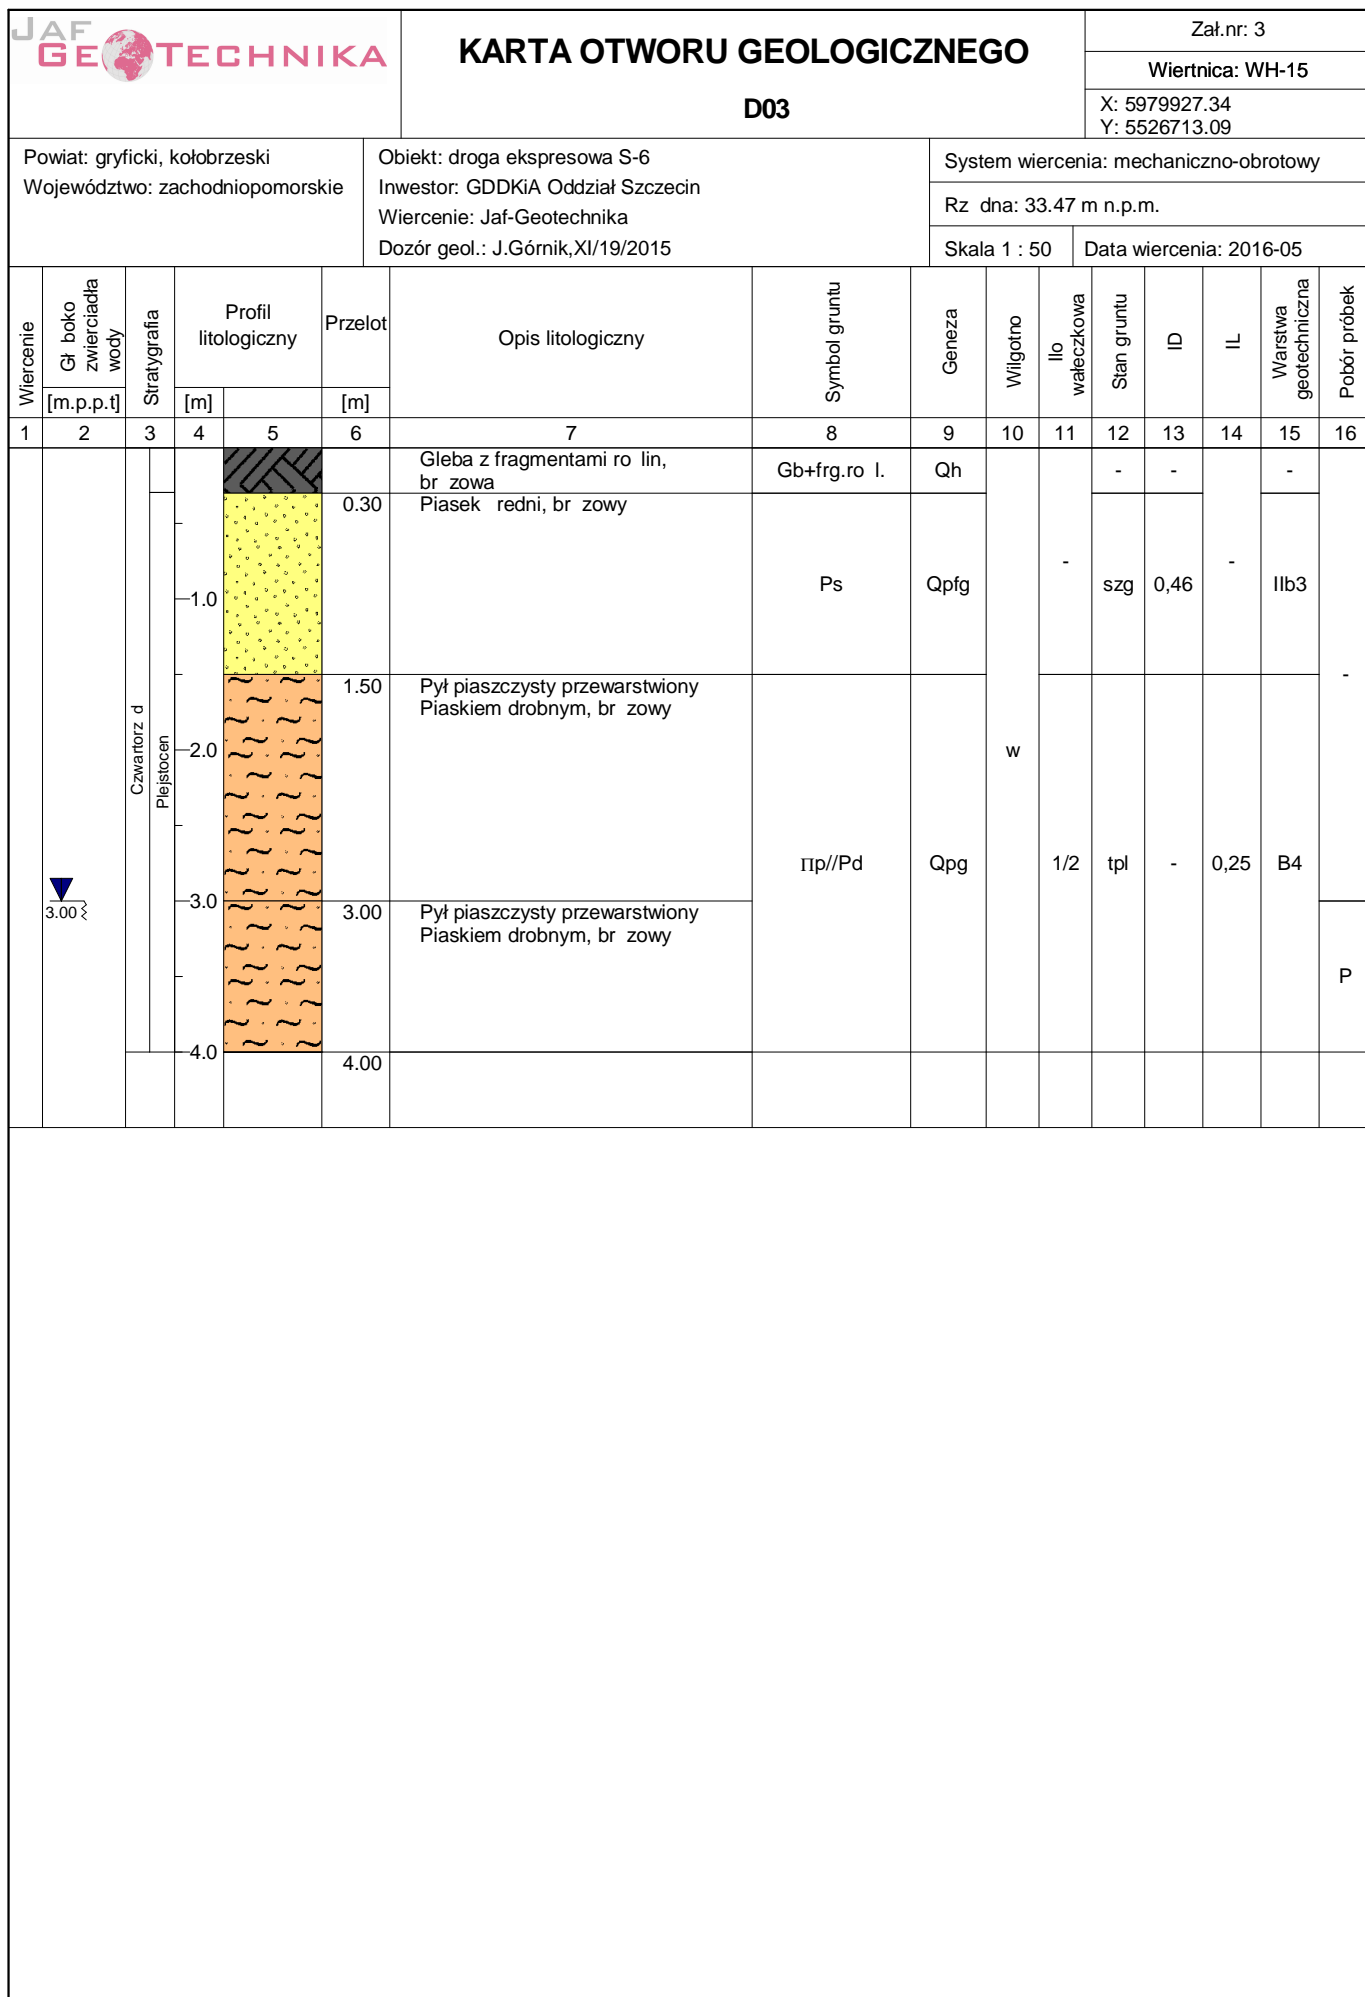 JAF
GEOTECHNIKA
KARTA OTWORU GEOLOGICZNEGO
D03
Zał.nr: 3
Wiertnica: WH-15
X: 5979927.34
Y: 5526713.09
Powiat: gryficki, kołobrzeski
Województwo: zachodniopomorskie
Obiekt: droga ekspresowa S-6
Inwestor: GDDKiA Oddział Szczecin
Wiercenie: Jaf-Geotechnika
Dozór geol.: J.Górnik,XI/19/2015
System wiercenia: mechaniczno-obrotowy
Rz dna: 33.47 m n.p.m.
Skala 1 : 50
Data wiercenia: 2016-05
Wiercenie
Gł boko
zwierciadła
wody
[m.p.p.t]
Stratygrafia
Profil
litologiczny
[m]
Przelot
[m]
Opis litologiczny
Symbol gruntu
Geneza
Wilgotno
Ilo
wałeczkowa
Stan gruntu
ID
IL
Warstwa
geotechniczna
Pobór próbek
1 2 3 4 5 6 7 8 9 10 11 12 13 14 15 16
Gleba z fragmentami ro lin,
br zowa
Gb+frg.ro l.
Qh
- - -
0.30
Piasek redni, br zowy
1.0
Ps
Qpfg
-
szg
0,46
-
IIb3
-
1.50
Pył piaszczysty przewarstwiony
Piaskiem drobnym, br zowy
Czwartorz d
Plejstocen
2.0
w
Πp//Pd
Qpg
1/2
tpl
-
0,25
B4
3.00
3.0
3.00
Pył piaszczysty przewarstwiony
Piaskiem drobnym, br zowy
P
4.0
4.00